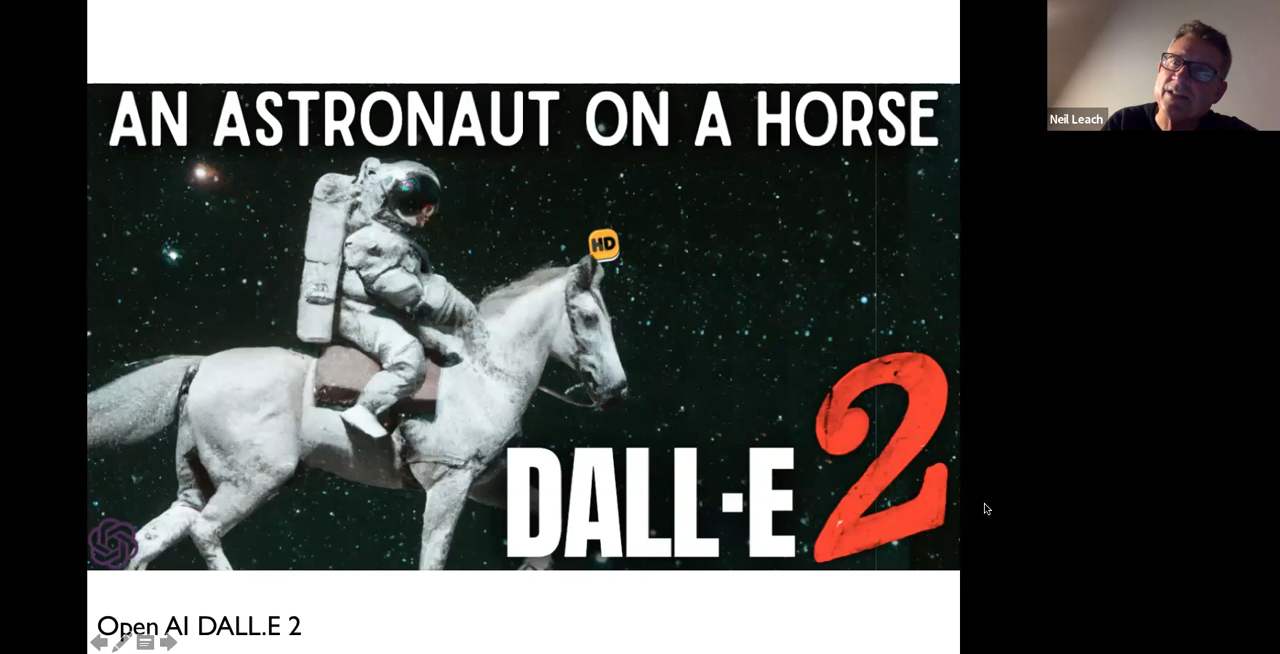 AN ASTRONAUT ON A HORSE
Neil Leach
HD
DALL·E 2
Open AI DALL.E 2